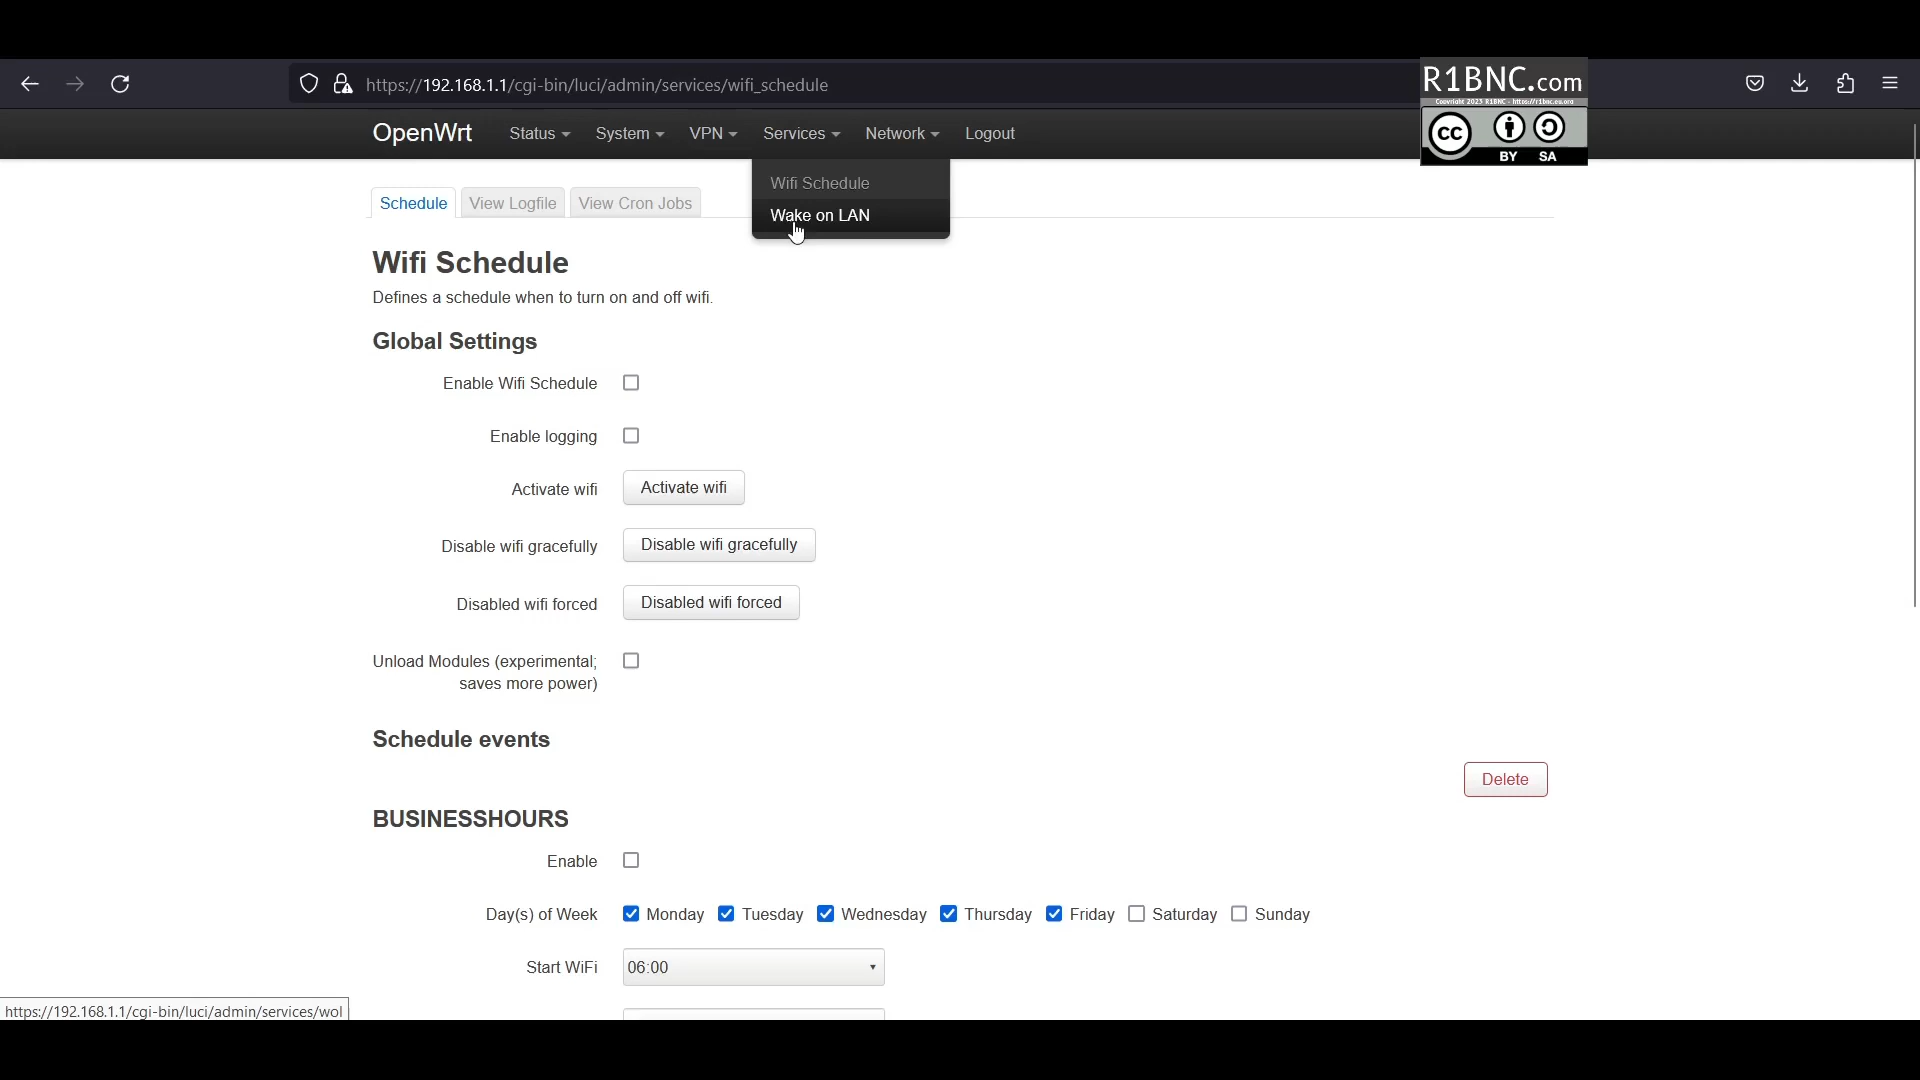 https://192.168.1.1/cgi-bin/luci/admin/services/wifi_schedule
R1BNC.com
Copyright 2023 R1BNC - https://r1bnc.eu.org
cc
BY SA
OpenWrt Status System VPN Services Network Logout
Wifi Schedule
Wake on LAN
Schedule View Logfile View Cron Jobs
Wifi Schedule
Defines a schedule when to turn on and off wifi.
Global Settings
Enable Wifi Schedule
Enable logging
Activate wifi Activate wifi
Disable wifi gracefully Disable wifi gracefully
Disabled wifi forced Disabled wifi forced
Unload Modules (experimental;
saves more power)
Schedule events
Delete
BUSINESSHOURS
Enable
Day(s) of Week Monday Tuesday Wednesday Thursday Friday Saturday Sunday
Start WiFi 06:00
https://192.168.1.1/cgi-bin/luci/admin/services/wol